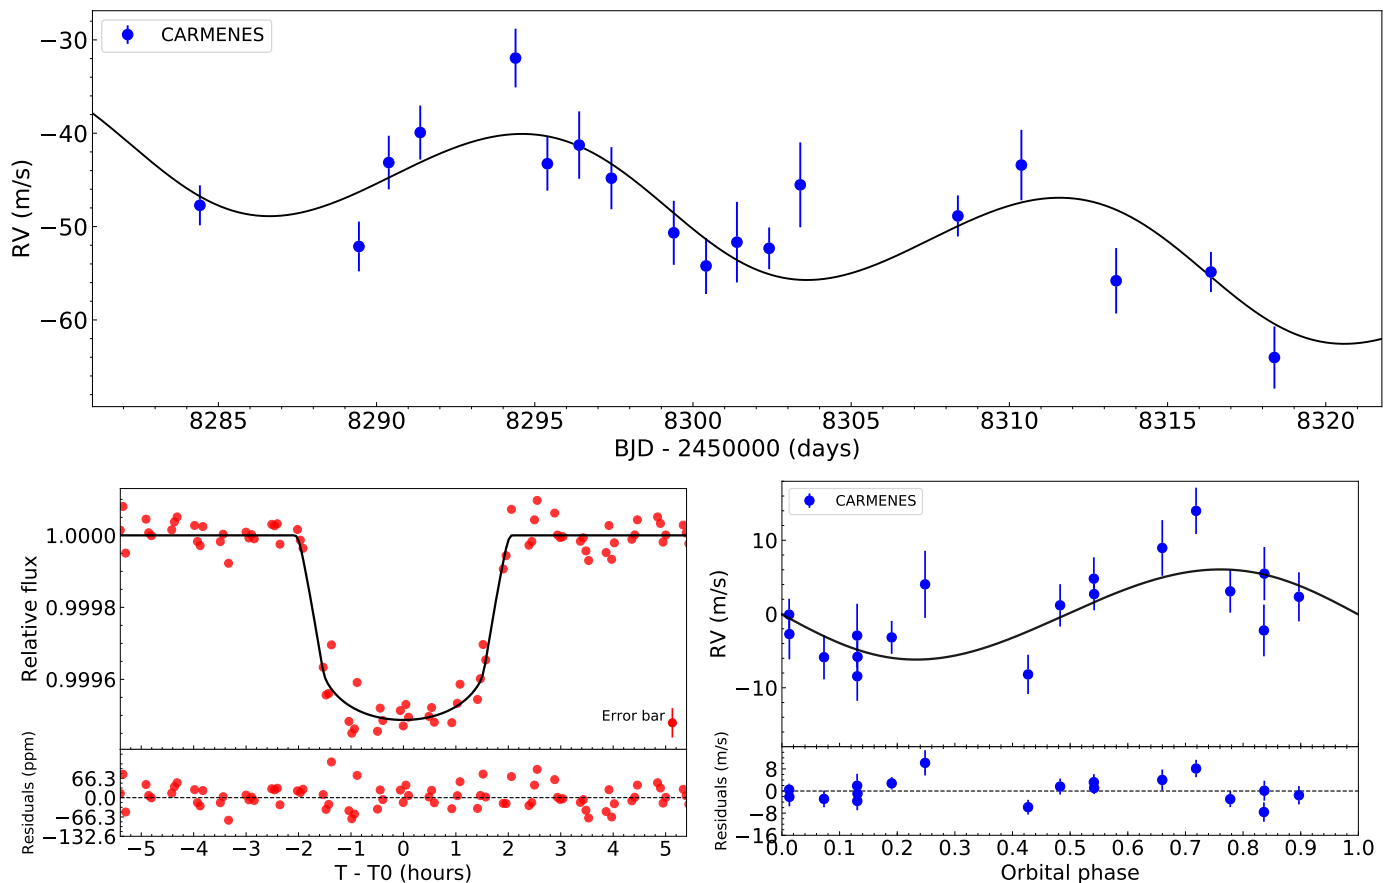 CARMENES
RV (m/s)
−30
−40
−50
−60
8285 8290 8295 8300 8305 8310 8315 8320
BJD - 2450000 (days)
Relative flux
1.0000
0.9998
0.9996
Error bar
Residuals (ppm)
66.3
0.0
−66.3
−132.6
−5 −4 −3 −2 −1 0 1 2 3 4 5
T - T0 (hours)
CARMENES
RV (m/s)
10
0
−10
Residuals (m/s)
8
0
−8
−16
0.0 0.1 0.2 0.3 0.4 0.5 0.6 0.7 0.8 0.9 1.0
Orbital phase